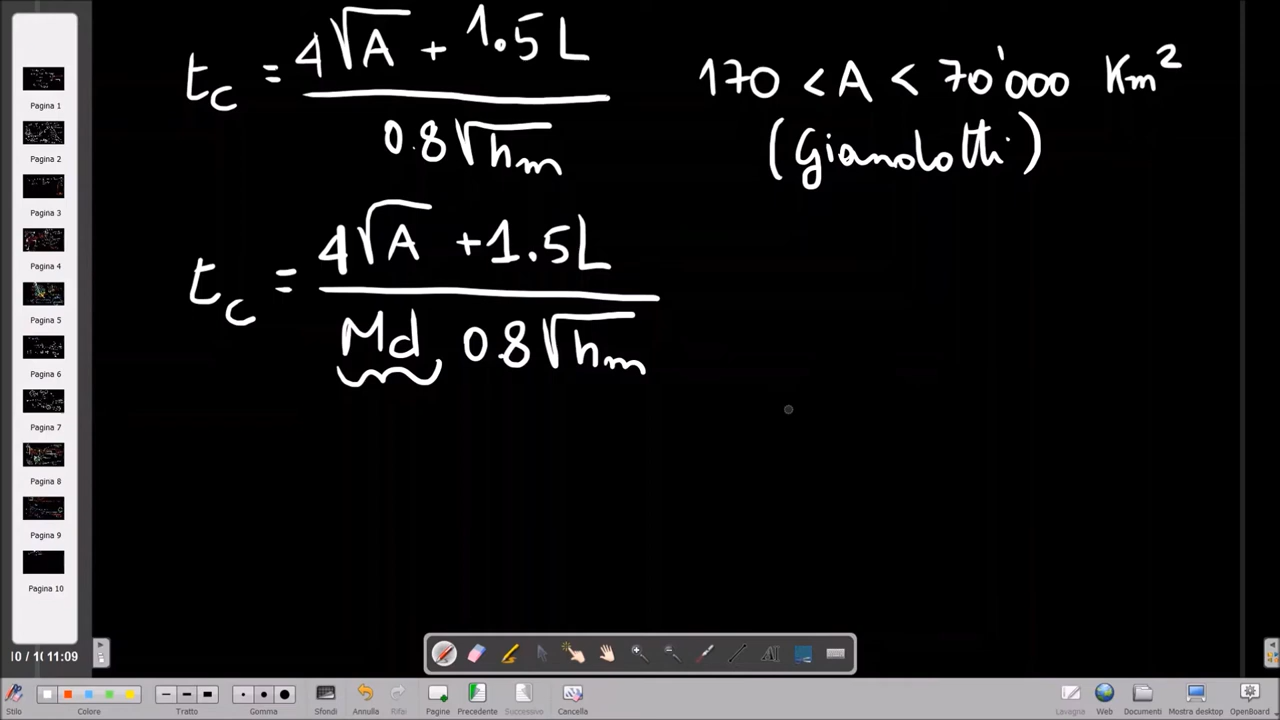 tc = 4√A + 1.5 L / 0.8√hm
170 < A < 70'000 Km²
(Giandotti)
tc = 4√A + 1.5L / Md 0.8√hm
Pagina 1
Pagina 2
Pagina 3
Pagina 4
Pagina 5
Pagina 6
Pagina 7
Pagina 8
Pagina 9
Pagina 10
11:09
Stilo
Colore
Tratto
Gomma
Sfondi
Annulla
Rifai
Pagine
Precedente
Successivo
Cancella
Lavagna
Web
Documenti
Mostra desktop
OpenBoard